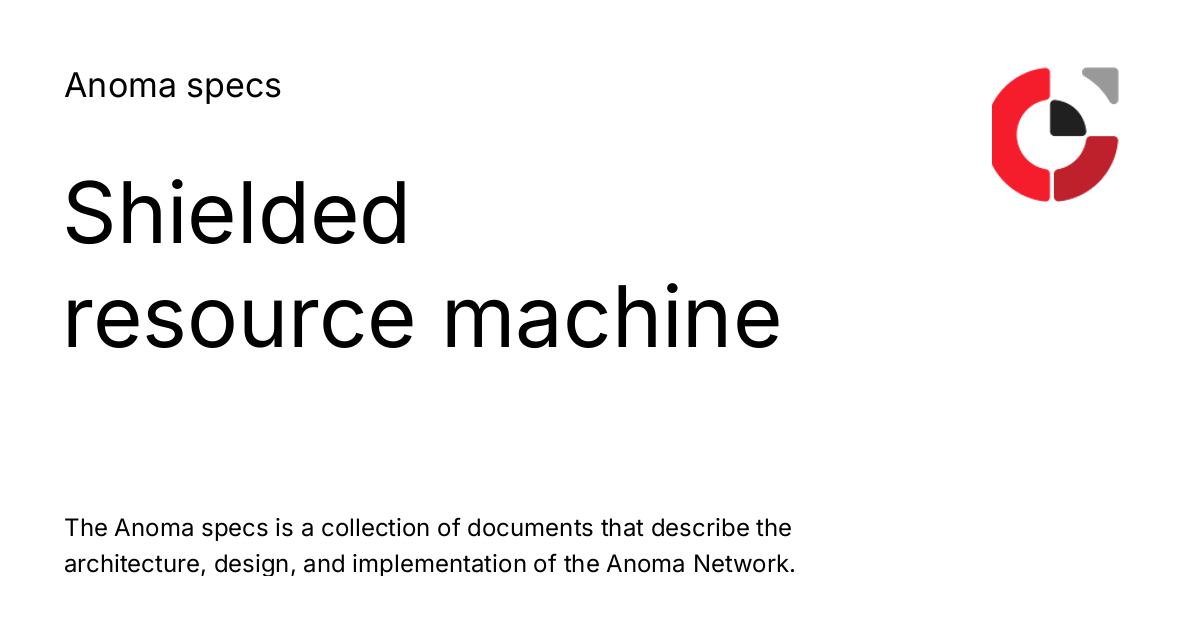 Anoma specs
Shielded
resource machine
The Anoma specs is a collection of documents that describe the
architecture, design, and implementation of the Anoma Network.